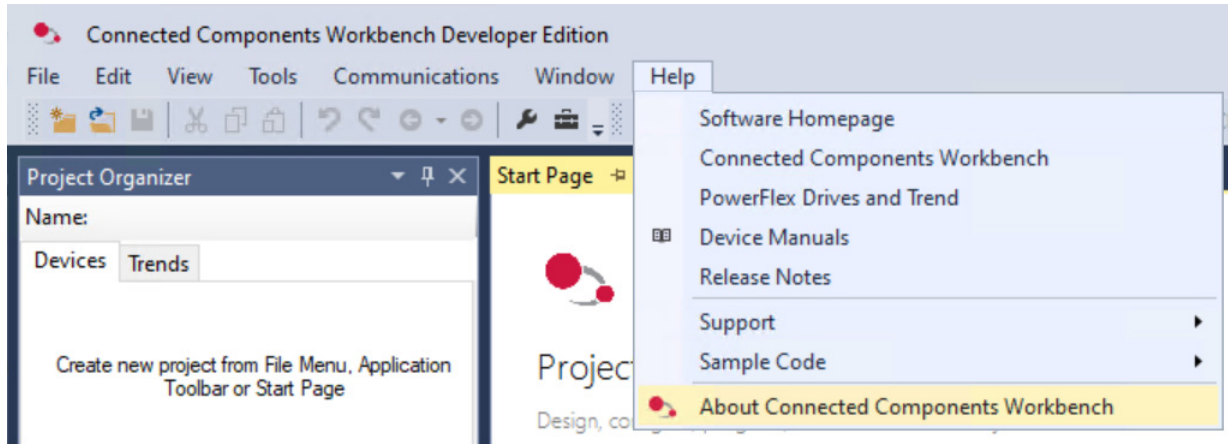 Connected Components Workbench Developer Edition
File Edit View Tools Communications Window Help
Software Homepage
Connected Components Workbench
PowerFlex Drives and Trend
Device Manuals
Release Notes
Support
Sample Code
About Connected Components Workbench
Project Organizer
Name:
Devices Trends
Create new project from File Menu, Application
Toolbar or Start Page
Start Page
Projec
Design, co